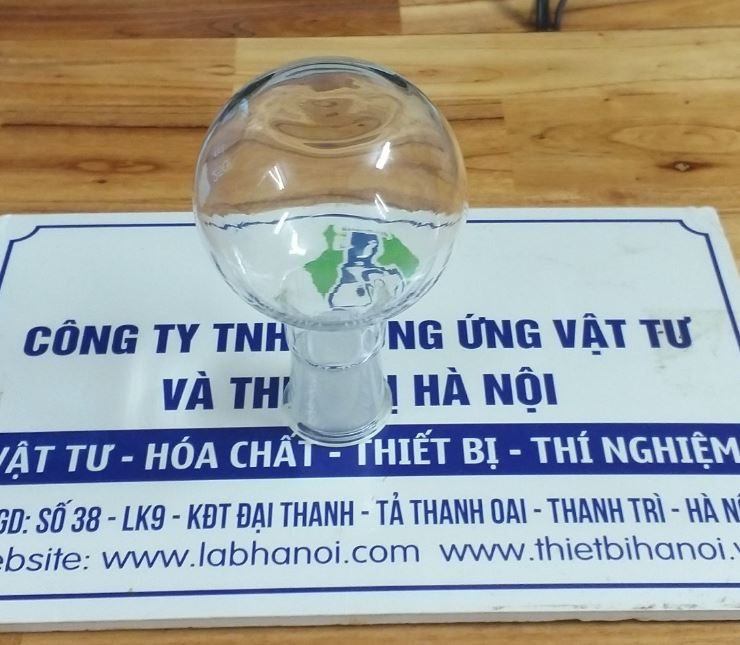 CÔNG TY TNH NG ỨNG VẬT TƯ
VÀ TH Ị HÀ NỘI
VẬT TƯ - HÓA CHẤT - THIẾT BỊ - THÍ NGHIỆM
GD: SỐ 38 - LK9 - KĐT ĐẠI THANH - TẢ THANH OAI - THANH TRÌ - HÀ N
ebsite: www.labhanoi.com www.thietbihanoi.v